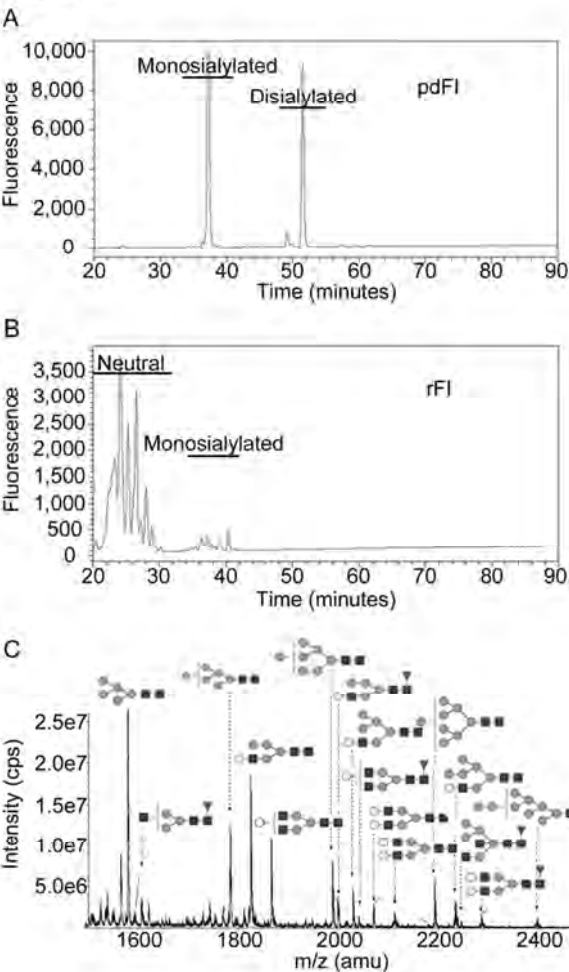 A
10,000
8,000
6,000
4,000
2,000
0
Fluorescence
Monosialylated
Disialylated
pdFI
20 30 40 50 60 70 80 90
Time (minutes)
B
3,500
3,000
2,500
2,000
1,500
1,000
500
0
Fluorescence
Neutral
Monosialylated
rFI
20 30 40 50 60 70 80 90
Time (minutes)
C
2.5e7
2.0e7
1.5e7
1.0e7
5.0e6
Intensity (cps)
1600 1800 2000 2200 2400
m/z (amu)